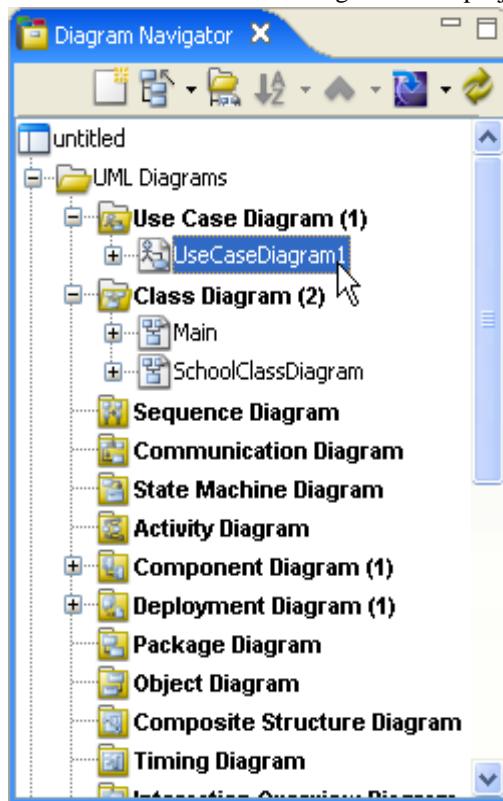 Diagram Navigator
untitled
UML Diagrams
Use Case Diagram (1)
UseCaseDiagram1
Class Diagram (2)
Main
SchoolClassDiagram
Sequence Diagram
Communication Diagram
State Machine Diagram
Activity Diagram
Component Diagram (1)
Deployment Diagram (1)
Package Diagram
Object Diagram
Composite Structure Diagram
Timing Diagram